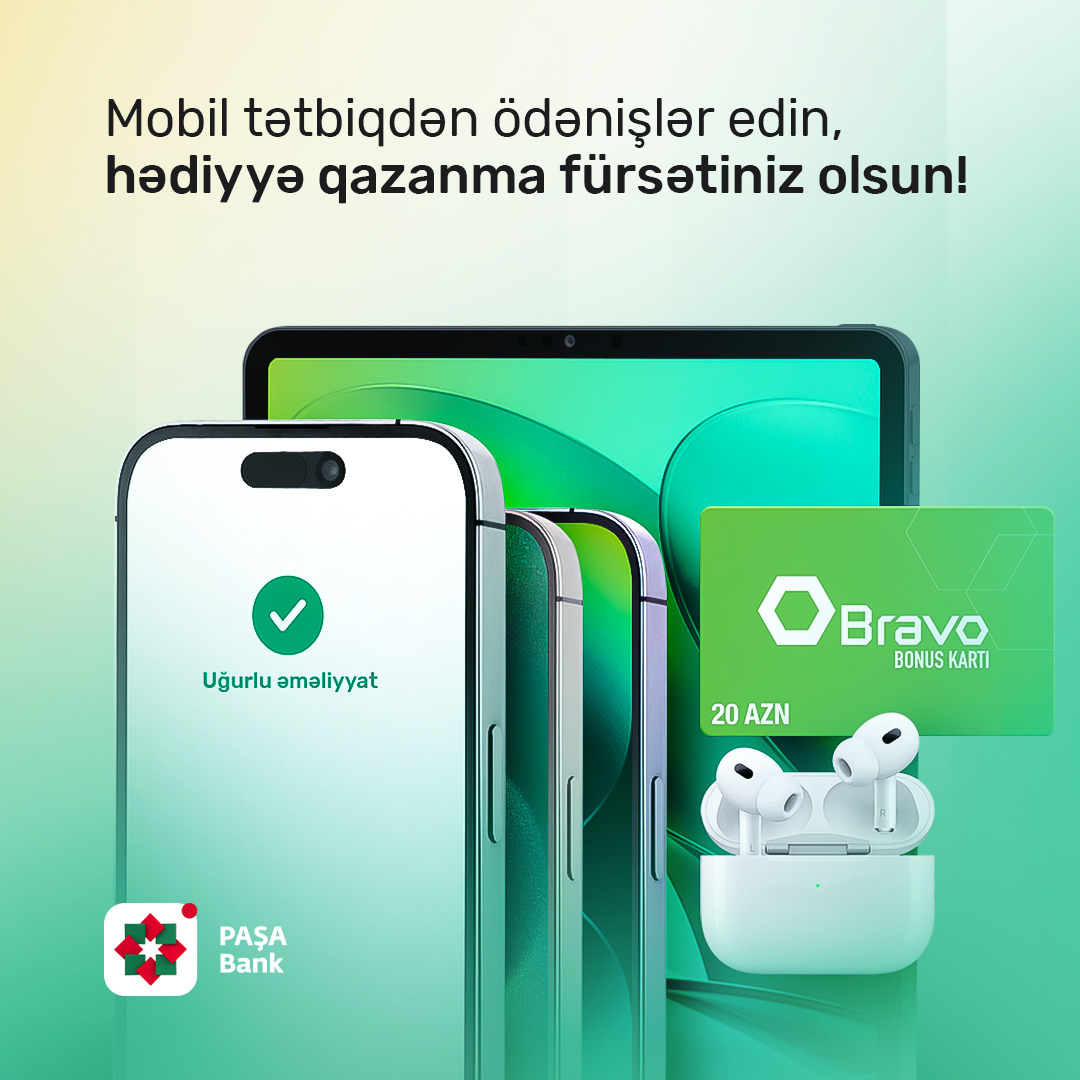 Mobil tətbiqdən ödənişlər edin,
hədiyyə qazanma fürsətiniz olsun!
Uğurlu əməliyyat
Bravo
BONUS KARTI
20 AZN
L
R
PAŞA
Bank